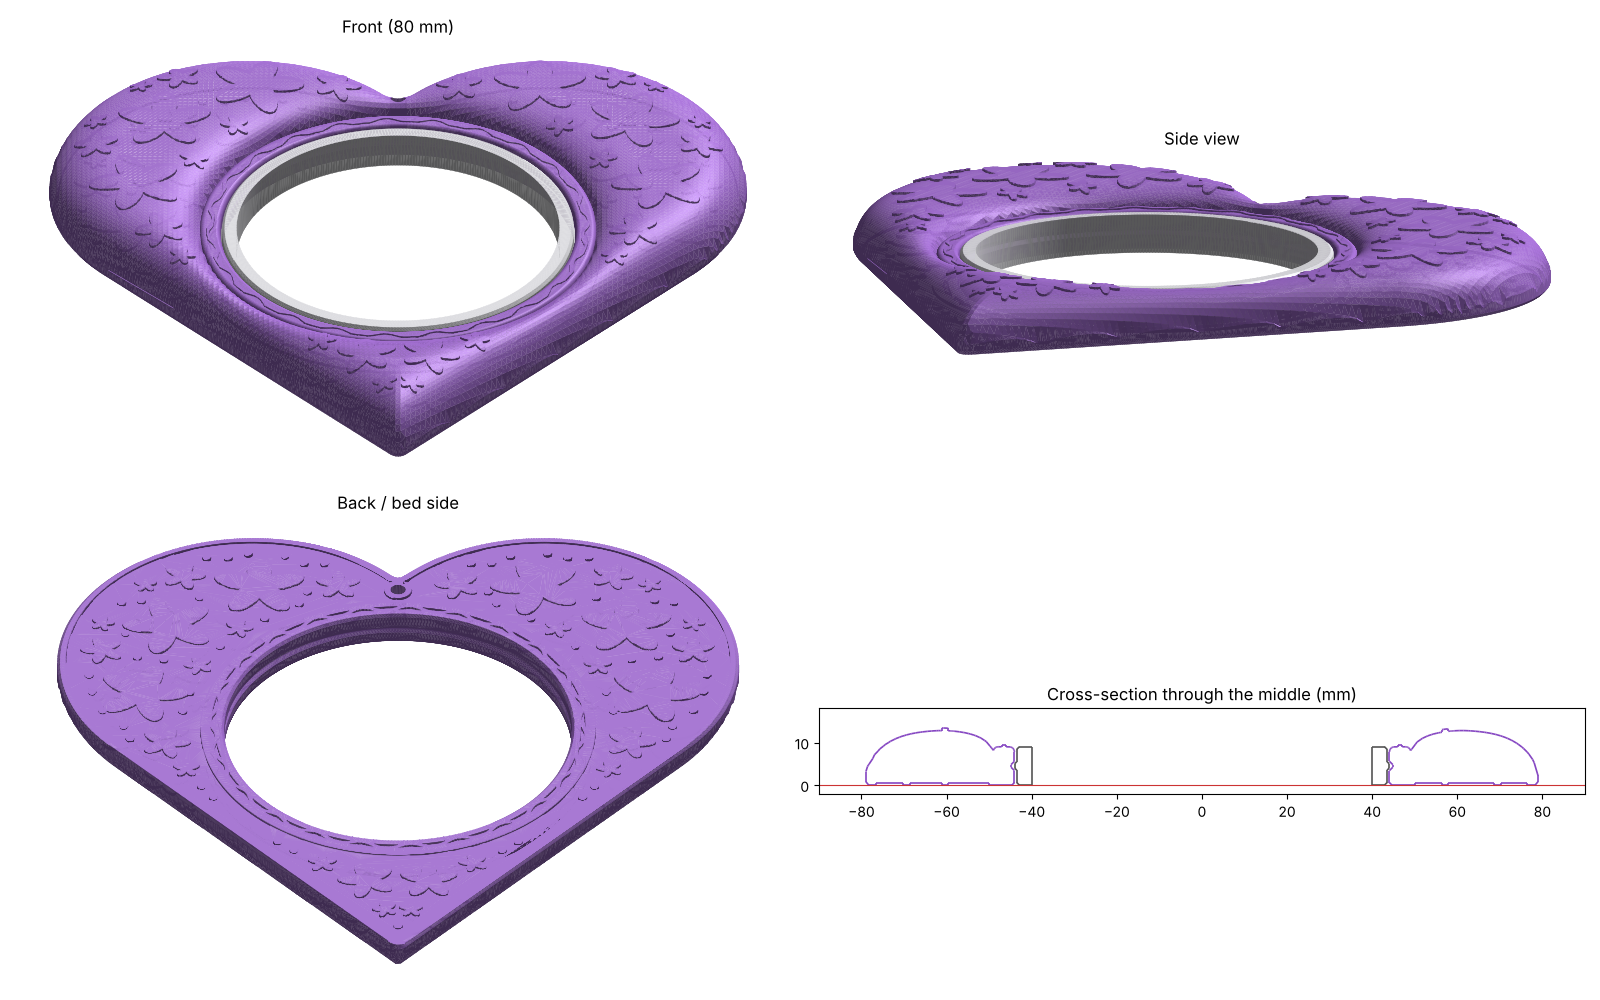 Front (80 mm)
Side view
Back / bed side
Cross-section through the middle (mm)
10
0
−80 −60 −40 −20 0 20 40 60 80